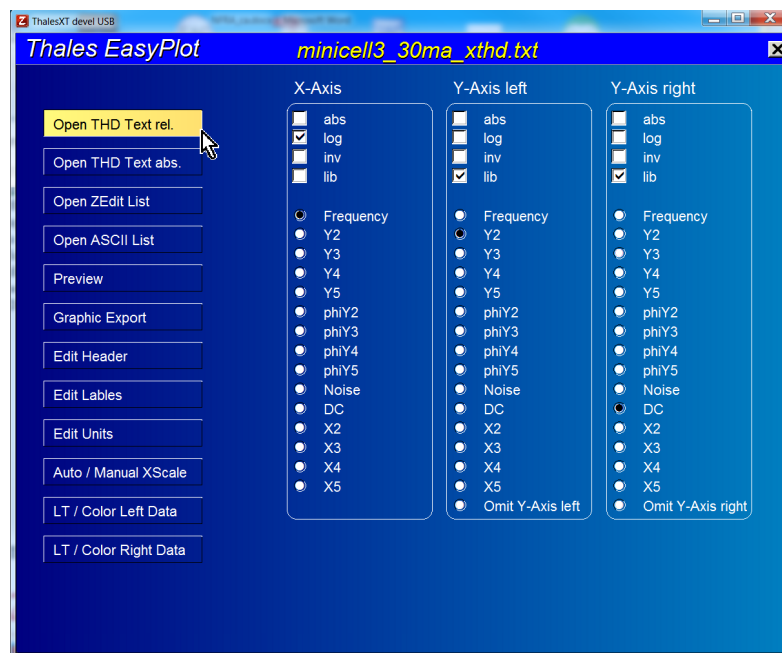 ThalesXT devel USB
Thales EasyPlot
minicell3_30ma_xthd.txt
X-Axis
Y-Axis left
Y-Axis right
Open THD Text rel.
Open THD Text abs.
Open ZEdit List
Open ASCII List
Preview
Graphic Export
Edit Header
Edit Lables
Edit Units
Auto / Manual XScale
LT / Color Left Data
LT / Color Right Data
abs
log
inv
lib
Frequency
Y2
Y3
Y4
Y5
phiY2
phiY3
phiY4
phiY5
Noise
DC
X2
X3
X4
X5
abs
log
inv
lib
Frequency
Y2
Y3
Y4
Y5
phiY2
phiY3
phiY4
phiY5
Noise
DC
X2
X3
X4
X5
Omit Y-Axis left
abs
log
inv
lib
Frequency
Y2
Y3
Y4
Y5
phiY2
phiY3
phiY4
phiY5
Noise
DC
X2
X3
X4
X5
Omit Y-Axis right